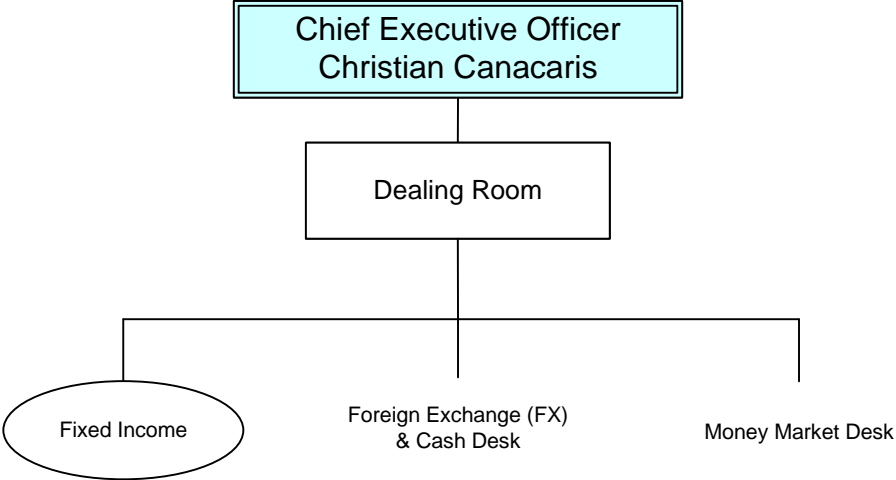 Chief Executive Officer
Christian Canacaris
Dealing Room
Fixed Income
Foreign Exchange (FX)
& Cash Desk
Money Market Desk